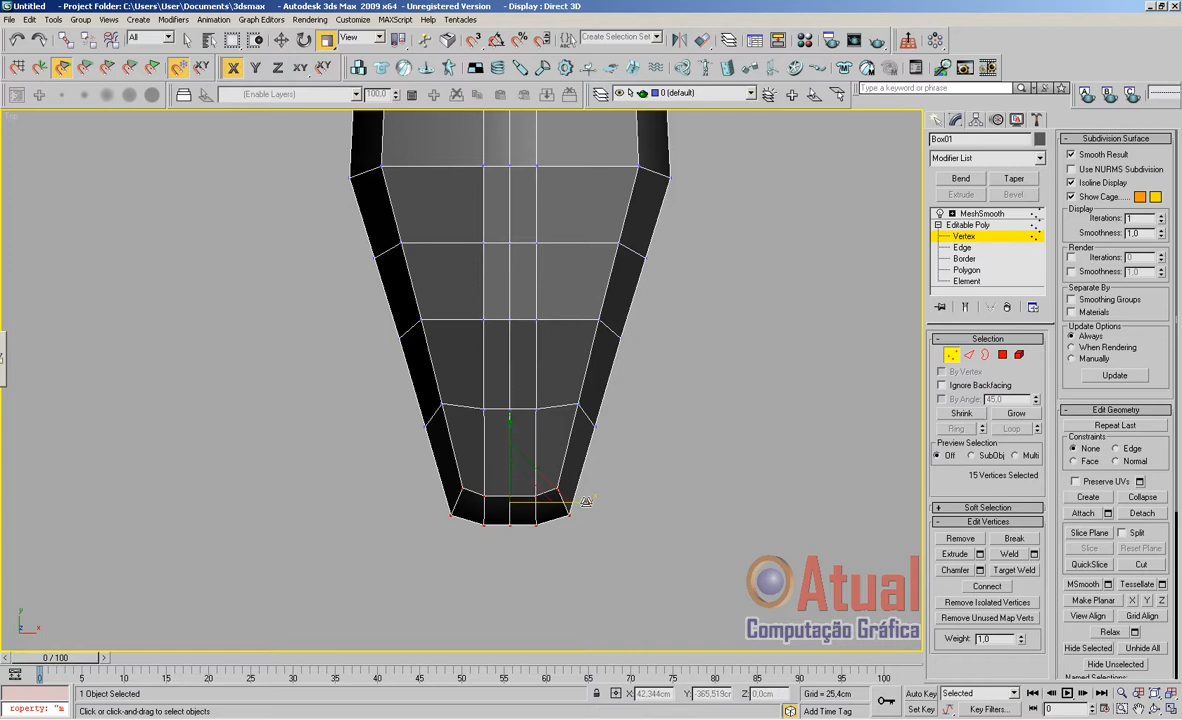 Untitled - Project Folder: C:\Users\User\Documents\3dsmax - Autodesk 3ds Max 2009 x64 - Unregistered Version - Display : Direct 3D
File Edit Tools Group Views Create Modifiers Animation Graph Editors Rendering Customize MAXScript Help Tentacles
All View Create Selection Set
X Y Z XY XY
(Enable Layers) 100,0 0 (default) Type a keyword or phrase
Top
Box01
Modifier List
Bend Taper
Extrude Bevel
MeshSmooth
Editable Poly
Vertex
Edge
Border
Polygon
Element
Selection
By Vertex
Ignore Backfacing
By Angle: 45,0
Shrink Grow
Ring Loop
Preview Selection
Off SubObj Multi
15 Vertices Selected
Soft Selection
Edit Vertices
Remove Break
Extrude Weld
Chamfer Target Weld
Connect
Remove Isolated Vertices
Remove Unused Map Verts
Weight: 1,0
Subdivision Surface
Smooth Result
Use NURMS Subdivision
Isoline Display
Show Cage......
Display
Iterations: 1
Smoothness: 1,0
Render
Iterations: 0
Smoothness: 1,0
Separate By
Smoothing Groups
Materials
Update Options
Always
When Rendering
Manually
Update
Edit Geometry
Repeat Last
Constraints
None Edge
Face Normal
Preserve UVs
Create Collapse
Attach Detach
Slice Plane Split
Slice Reset Plane
QuickSlice Cut
MSmooth Tessellate
Make Planar X Y Z
View Align Grid Align
Relax
Hide Selected Unhide All
Hide Unselected
Named Selections:
Atual
Computação Gráfica
0 / 100
0 5 10 15 20 25 30 35 40 45 50 55 60 65 70 75 80 85 90 95 100
1 Object Selected X: 42,344cm Y: -365,519cm Z: 0,0cm Grid = 25,4cm Auto Key Selected
roperty: "m Click or click-and-drag to select objects Add Time Tag Set Key Key Filters... 0